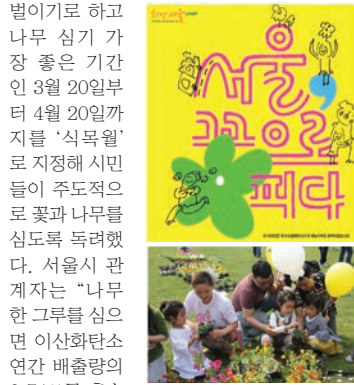 벌이기로 하고
나무 심기 가
장 좋은 기간
인 3월 20일부
터 4월 20일까
지를 ‘식목월’
로 지정해 시민
들이 주도적으
로 꽃과 나무를
심도록 독려했
다. 서울시 관
계자는 “나무
한 그루를 심으
면 이산화탄소
연간 배출량의
희망서울
서울,
꽃으로
피다